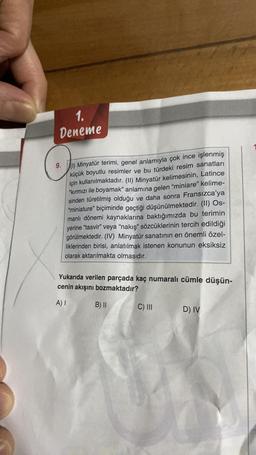 1.
Deneme
9. (I) Minyatür terimi, genel anlamıyla çok ince işlenmiş
küçük boyutlu resimler ve bu türdeki resim sanatları
için kullanılmaktadır. (II) Minyatür kelimesinin, Latince
"kırmızı ile boyamak" anlamına gelen "miniare" kelime-
sinden türetilmiş olduğu ve daha sonra Fransızca'ya
"miniature" biçiminde geçtiği düşünülmektedir. (II) Os-
manlı dönemi kaynaklarına baktığımızda bu terimin
yerine "tasvir" veya "nakış" sözcüklerinin tercih edildiği
görülmektedir. (IV) Minyatür sanatının en önemli özel-
liklerinden birisi, anlatılmak istenen konunun eksiksiz
olarak aktarılmakta olmasıdır.
Yukarıda verilen parçada kaç numaralı cümle düşün-
cenin akışını bozmaktadır?
A) I B) II C) III D) IV